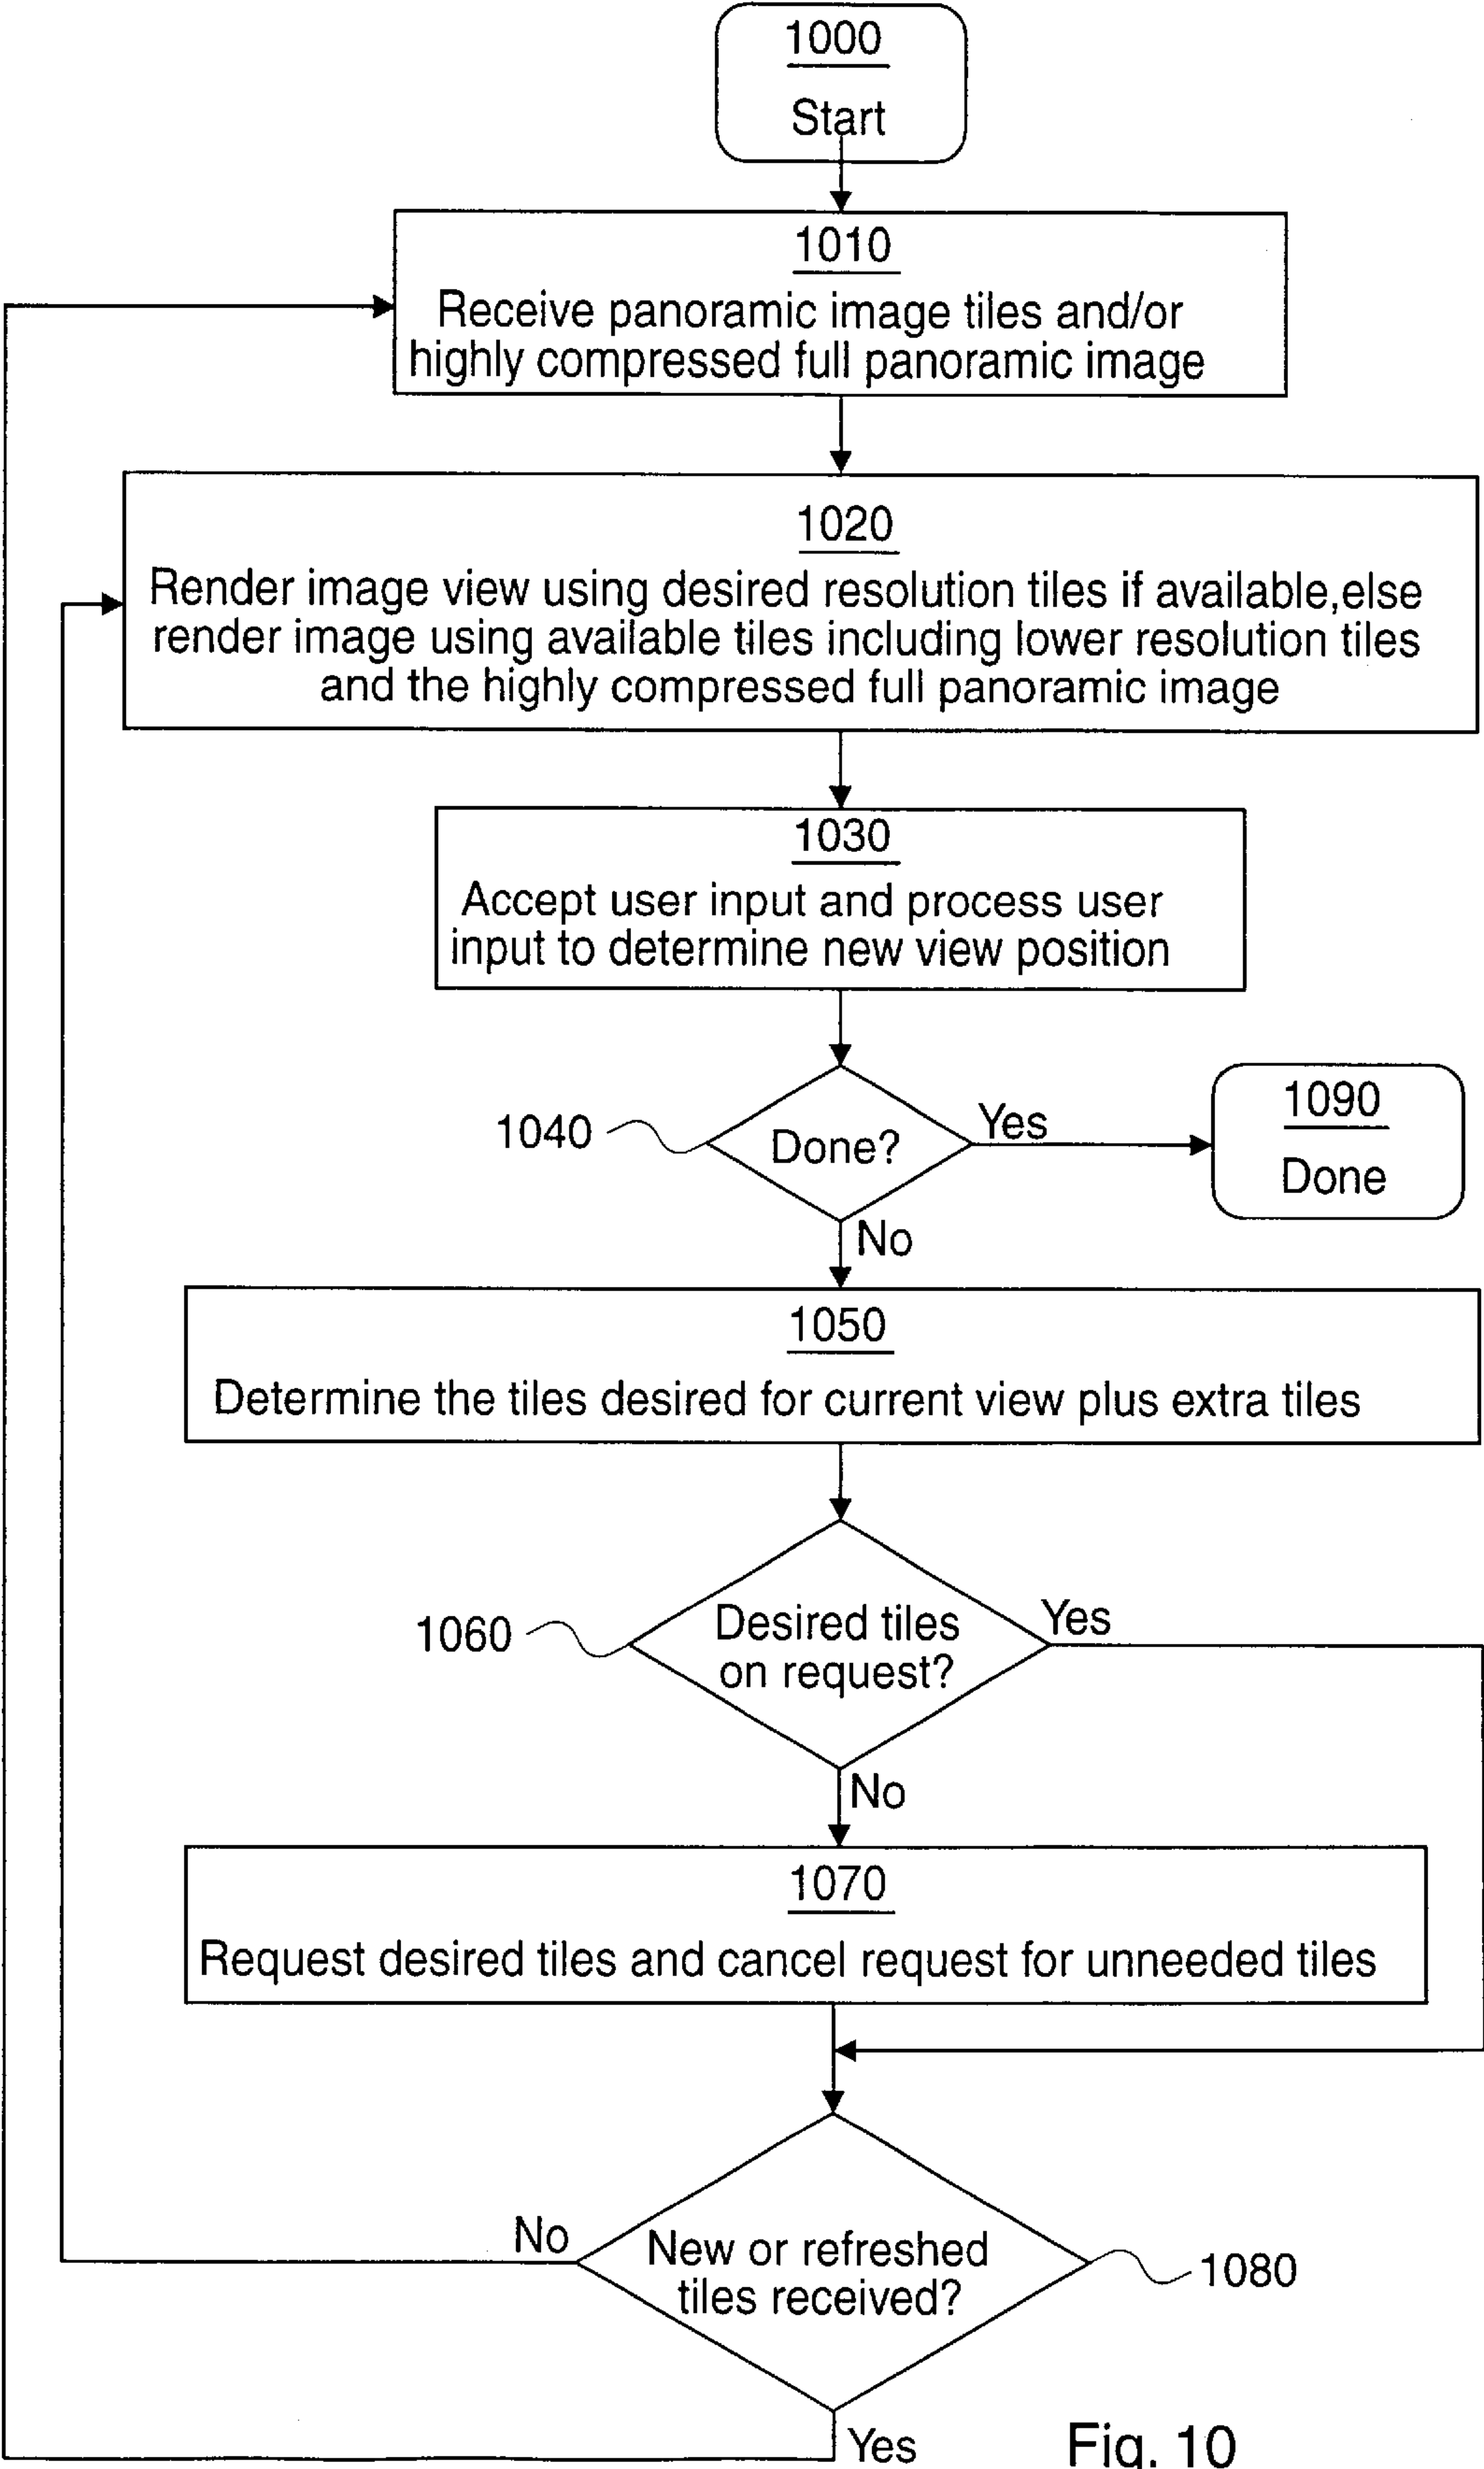 1000
Start
1010
Receive panoramic image tiles and/or
highly compressed full panoramic image
1020
Render image view using desired resolution tiles if available,else
render image using available tiles including lower resolution tiles
and the highly compressed full panoramic image
1030
Accept user input and process user
input to determine new view position
1040
Done?
Yes
1090
Done
No
1050
Determine the tiles desired for current view plus extra tiles
1060
Desired tiles
on request?
Yes
No
1070
Request desired tiles and cancel request for unneeded tiles
No
New or refreshed
tiles received?
1080
Yes
Fig. 10